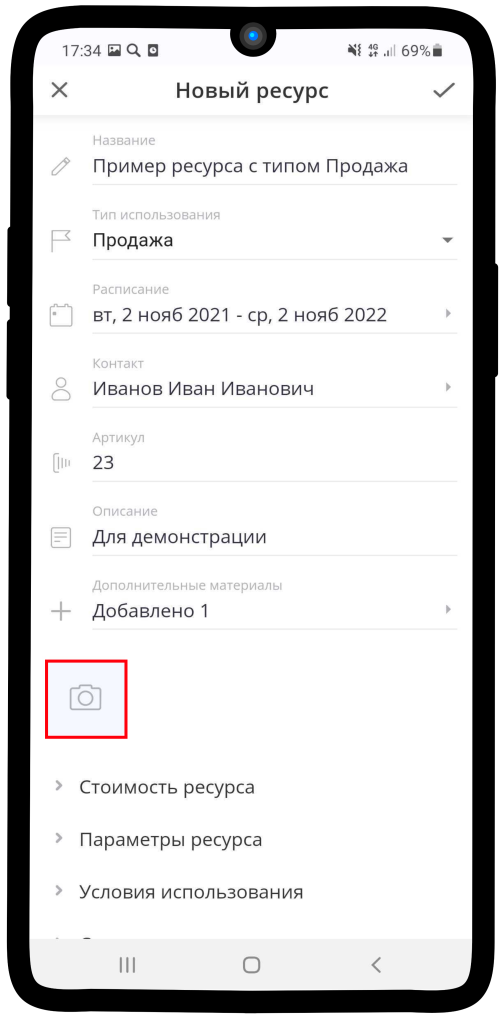 17:34 4G 69%
Новый ресурс
Название
Пример ресурса с типом Продажа
Тип использования
Продажа
Расписание
вт, 2 нояб 2021 - ср, 2 нояб 2022
Контакт
Иванов Иван Иванович
Артикул
23
Описание
Для демонстрации
Дополнительные материалы
Добавлено 1
Стоимость ресурса
Параметры ресурса
Условия использования